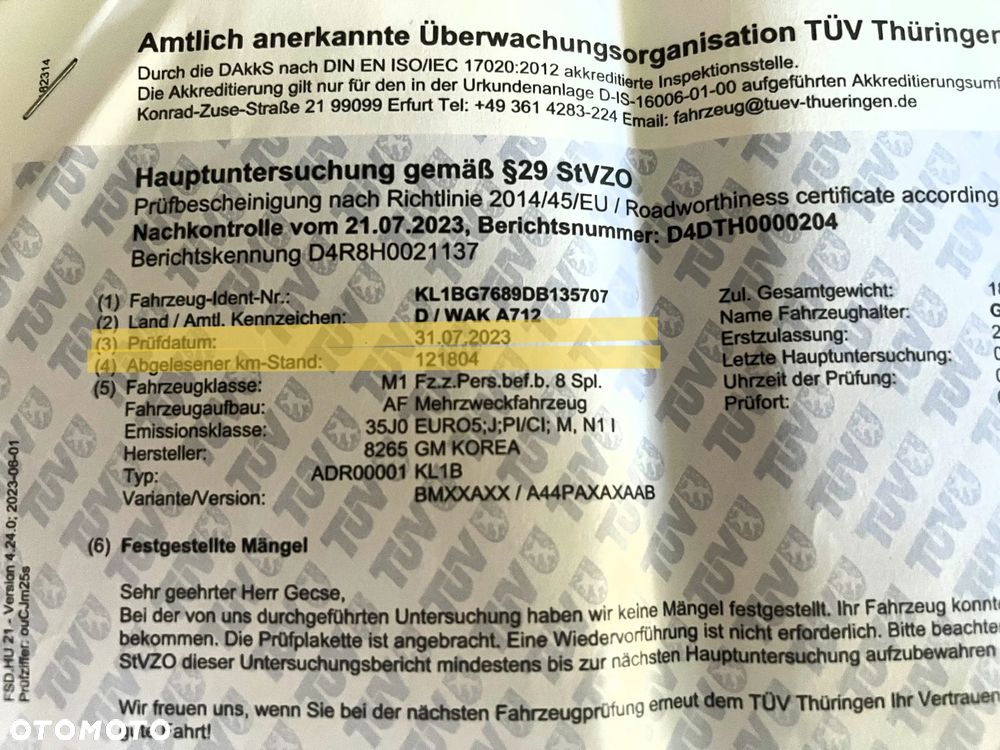 82314
Amtlich anerkannte Überwachungsorganisation TÜV Thüringen
Durch die DAkkS nach DIN EN ISO/IEC 17020:2012 akkreditierte Inspektionsstelle.
Die Akkreditierung gilt nur für den in der Urkundenanlage D-IS-16006-01-00 aufgeführten Akkreditierungsumf
Konrad-Zuse-Straße 21 99099 Erfurt Tel: +49 361 4283-224 Email: fahrzeug@tuev-thueringen.de
Hauptuntersuchung gemäß §29 StVZO
Prüfbescheinigung nach Richtlinie 2014/45/EU / Roadworthiness certificate according
Nachkontrolle vom 21.07.2023, Berichtsnummer: D4DTH0000204
Berichtskennung D4R8H0021137
(1) Fahrzeug-Ident-Nr.: KL1BG7689DB135707
(2) Land / Amtl. Kennzeichen: D / WAK A712
(3) Prüfdatum: 31.07.2023
(4) Abgelesener km-Stand: 121804
(5) Fahrzeugklasse: M1 Fz.z.Pers.bef.b. 8 Spl.
Fahrzeugaufbau: AF Mehrzweckfahrzeug
Emissionsklasse: 35J0 EURO5;J;PI/CI; M, N1 I
Hersteller: 8265 GM KOREA
Typ: ADR00001 KL1B
Variante/Version: BMXXAXX / A44PAXAXAAB
Zul. Gesamtgewicht: 18
Name Fahrzeughalter: G
Erstzulassung: 2
Letzte Hauptuntersuchung: 0
Uhrzeit der Prüfung:
Prüfort:
(6) Festgestellte Mängel
Sehr geehrter Herr Gecse,
Bei der von uns durchgeführten Untersuchung haben wir keine Mängel festgestellt. Ihr Fahrzeug konnte
bekommen. Die Prüfplakette ist angebracht. Eine Wiedervorführung ist nicht erforderlich. Bitte beachten
StVZO dieser Untersuchungsbericht mindestens bis zur nächsten Hauptuntersuchung aufzubewahren
Wir freuen uns, wenn Sie bei der nächsten Fahrzeugprüfung erneut dem TÜV Thüringen Ihr Vertrauen
gute Fahrt!
FSD.HU 21 - Version 4.24.0; 2023-06-01
Prüfziffer: ouCJm25s
OTOMOTO